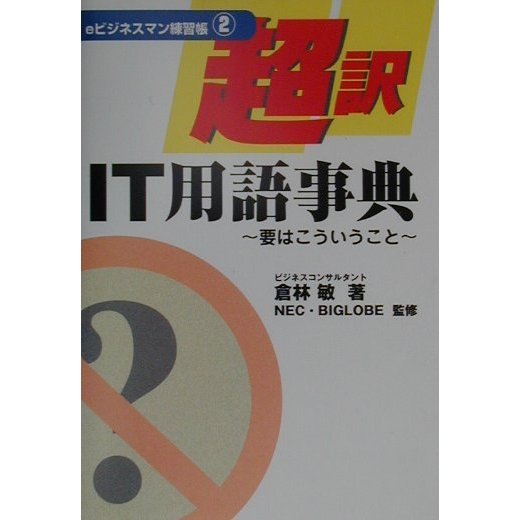 eビジネスマン練習帳②
超訳
IT用語事典
～要はこういうこと～
ビジネスコンサルタント
倉林 敏 著
NEC・BIGLOBE 監修
?